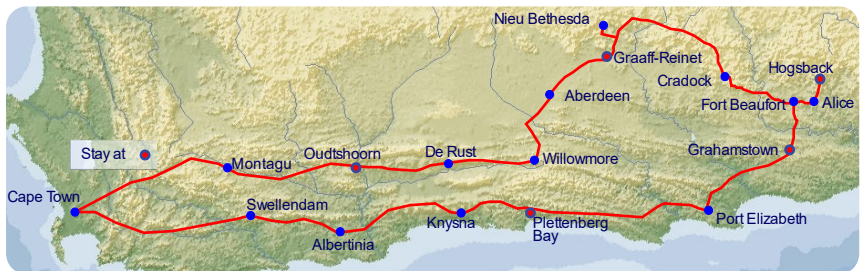 Nieu Bethesda
Graaff-Reinet
Hogsback
Cradock
Aberdeen
Fort Beaufort
Alice
Stay at
Oudtshoorn
De Rust
Grahamstown
Montagu
Willowmore
Cape Town
Swellendam
Knysna
Plettenberg
Bay
Port Elizabeth
Albertinia